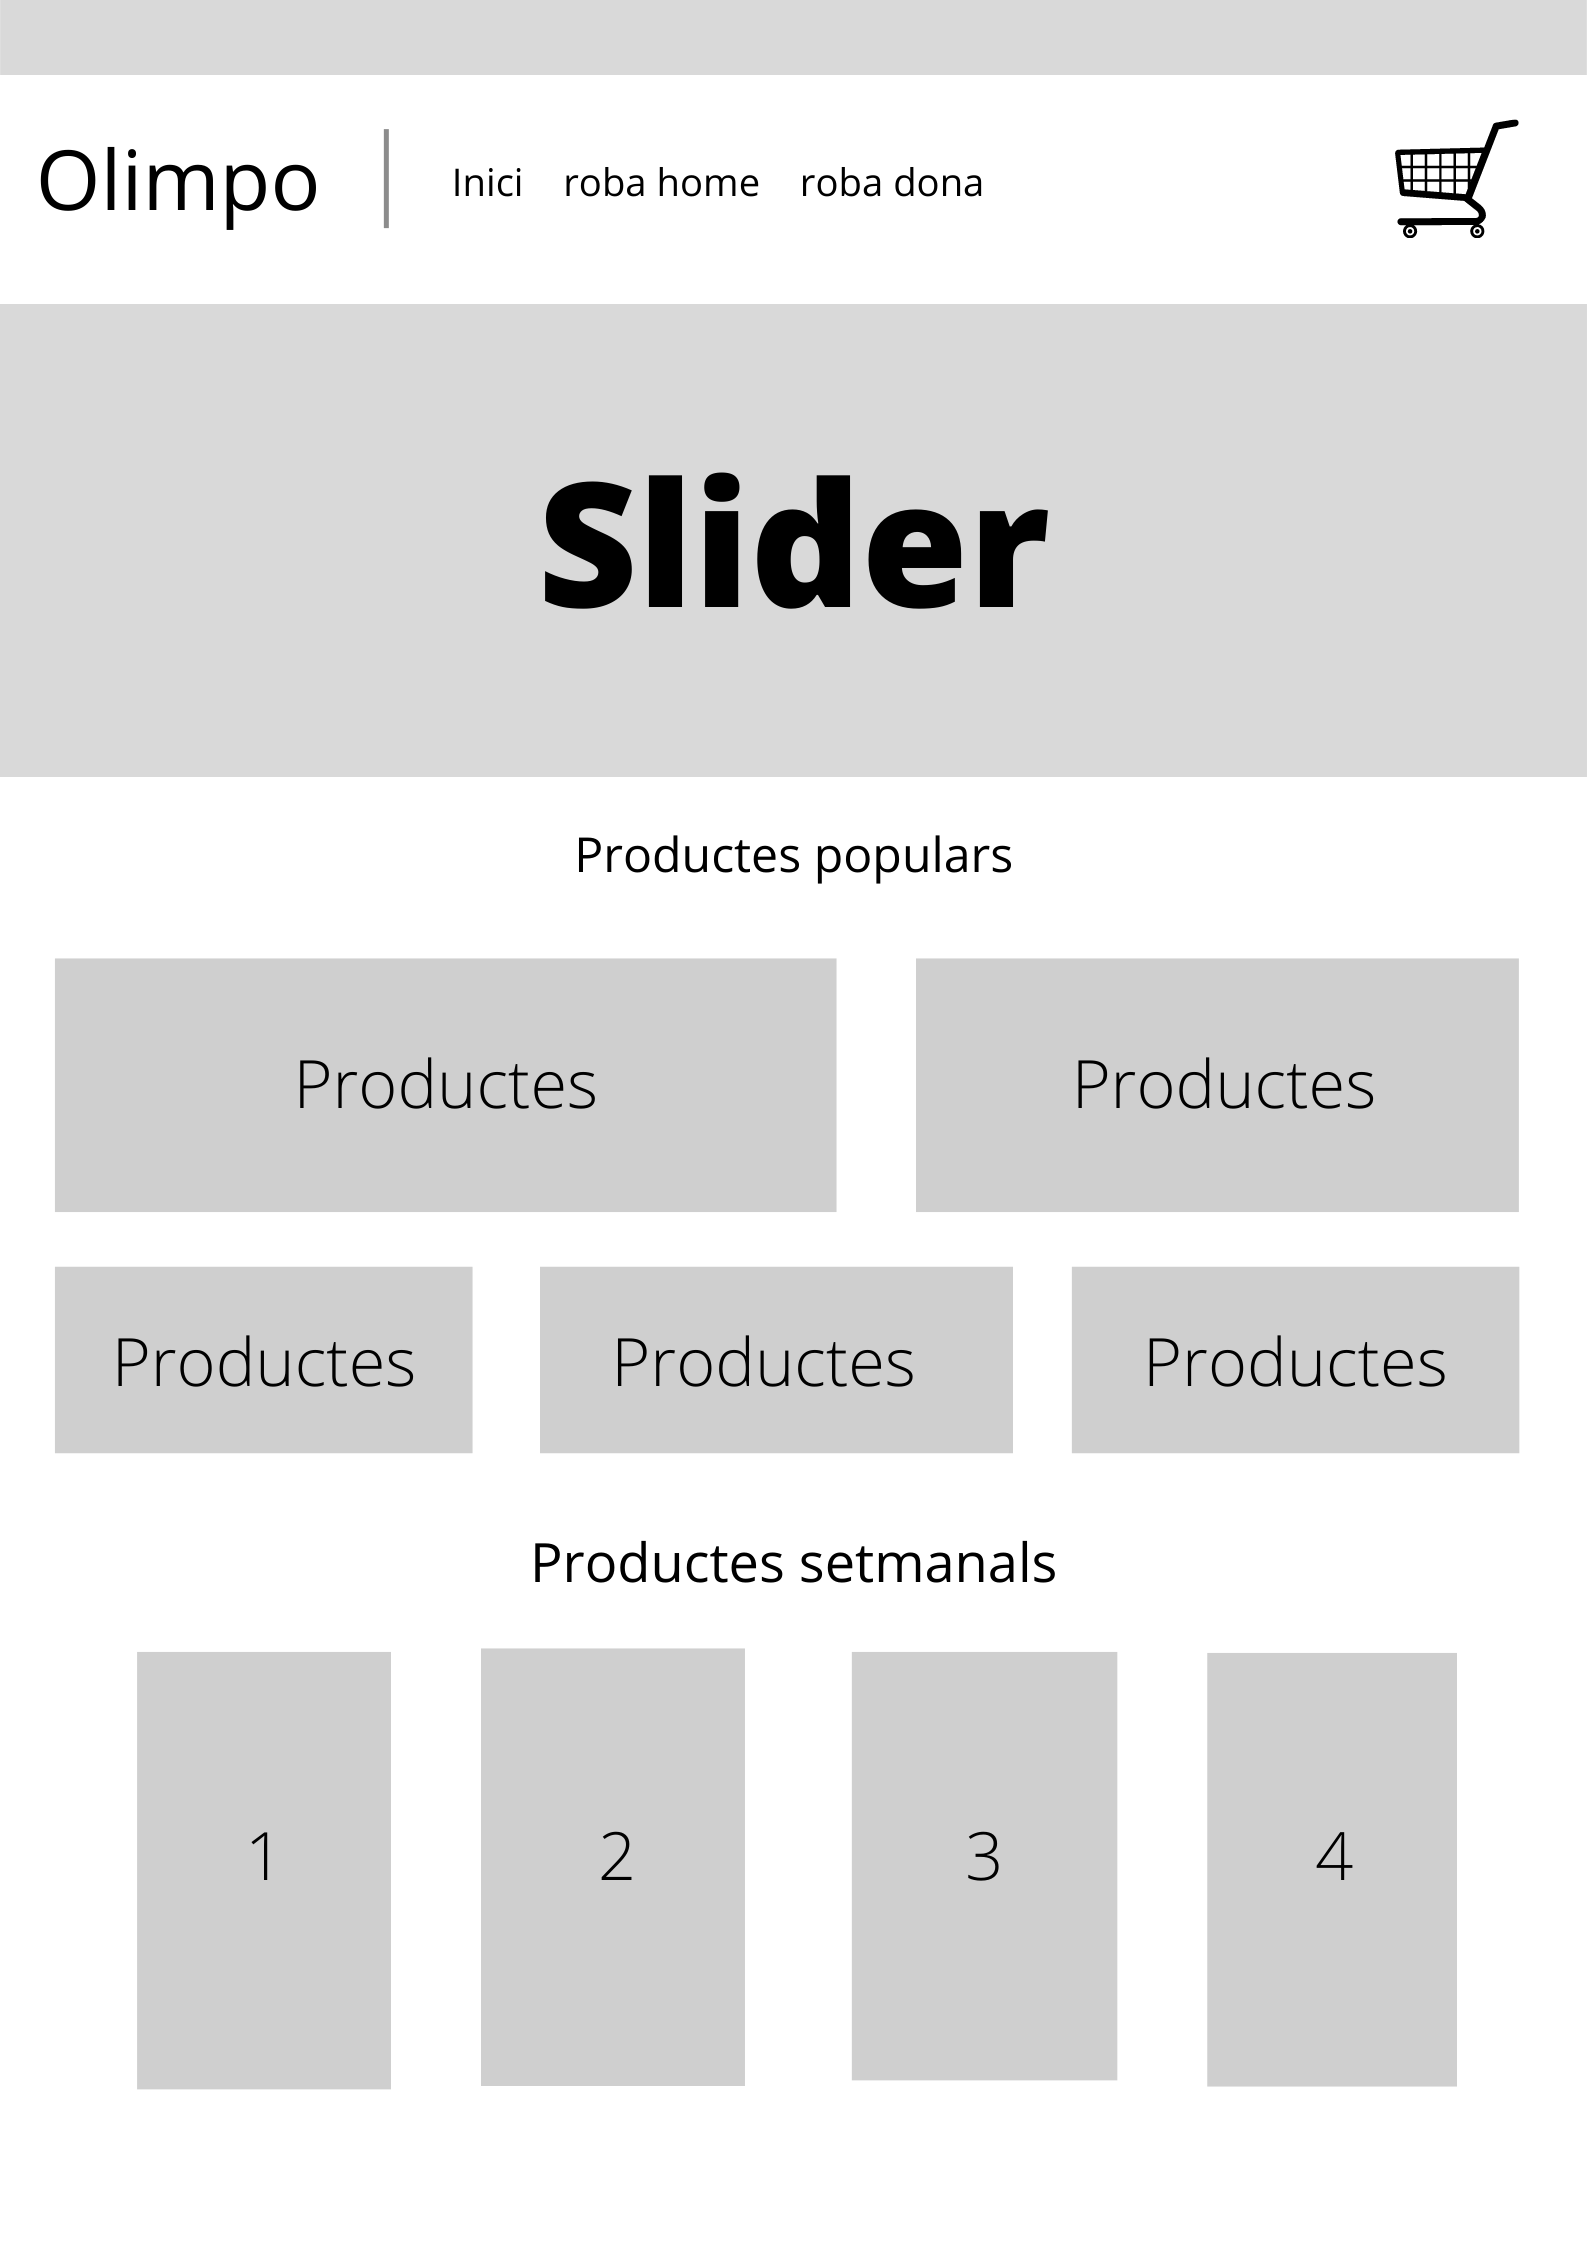 Olimpo
Inici roba home roba dona
Slider
Productes populars
Productes Productes
Productes Productes Productes
Productes setmanals
1 2 3 4